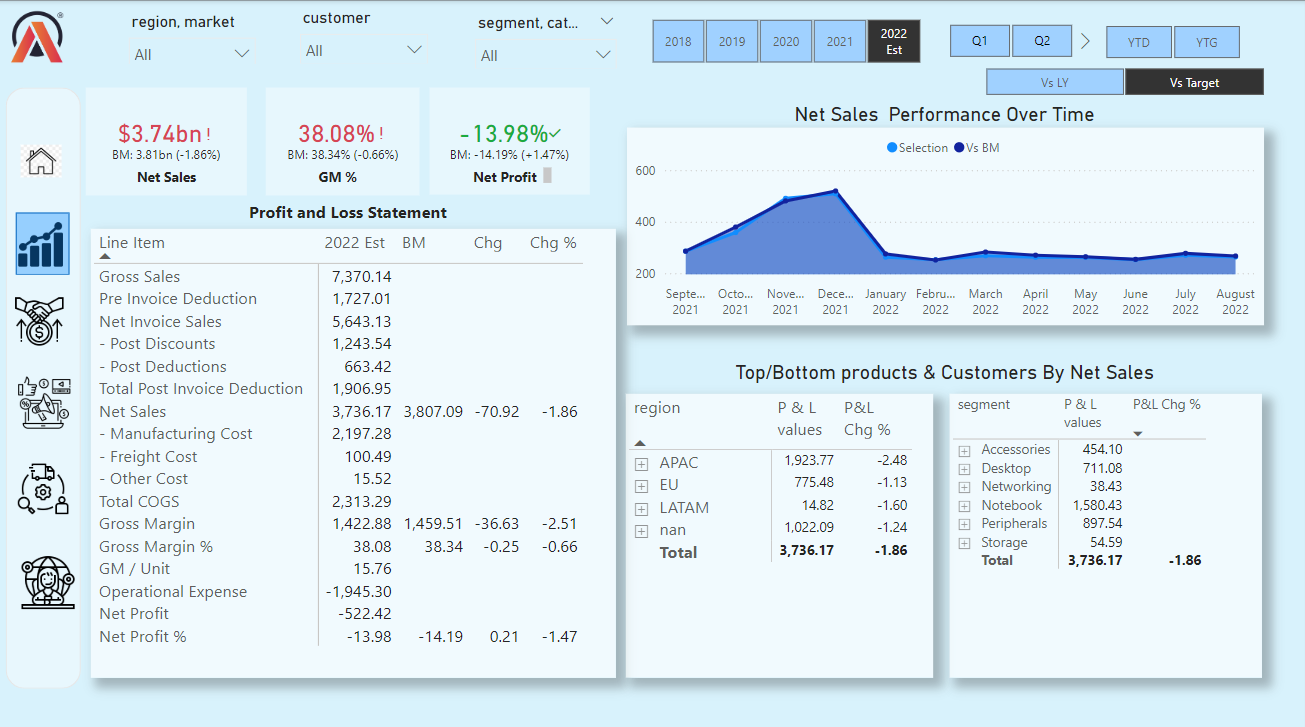 ®
region, market
All
customer
All
segment, cat...
All
2018
2019
2020
2021
2022
Est
Q1
Q2
YTD
YTG
Vs LY
Vs Target
$3.74bn !
BM: 3.81bn (-1.86%)
Net Sales
38.08% !
BM: 38.34% (-0.66%)
GM %
-13.98%
BM: -14.19% (+1.47%)
Net Profit
Profit and Loss Statement
Line Item 2022 Est BM Chg Chg %
Gross Sales 7,370.14
Pre Invoice Deduction 1,727.01
Net Invoice Sales 5,643.13
- Post Discounts 1,243.54
- Post Deductions 663.42
Total Post Invoice Deduction 1,906.95
Net Sales 3,736.17 3,807.09 -70.92 -1.86
- Manufacturing Cost 2,197.28
- Freight Cost 100.49
- Other Cost 15.52
Total COGS 2,313.29
Gross Margin 1,422.88 1,459.51 -36.63 -2.51
Gross Margin % 38.08 38.34 -0.25 -0.66
GM / Unit 15.76
Operational Expense -1,945.30
Net Profit -522.42
Net Profit % -13.98 -14.19 0.21 -1.47
Net Sales Performance Over Time
Selection Vs BM
600
400
200
Septe... Octo... Nove... Dece... January Febru... March April May June July August
2021 2021 2021 2021 2022 2022 2022 2022 2022 2022 2022 2022
Top/Bottom products & Customers By Net Sales
region P & L P&L
values Chg %
APAC 1,923.77 -2.48
EU 775.48 -1.13
LATAM 14.82 -1.60
nan 1,022.09 -1.24
Total 3,736.17 -1.86
segment P & L P&L Chg %
values
Accessories 454.10
Desktop 711.08
Networking 38.43
Notebook 1,580.43
Peripherals 897.54
Storage 54.59
Total 3,736.17 -1.86